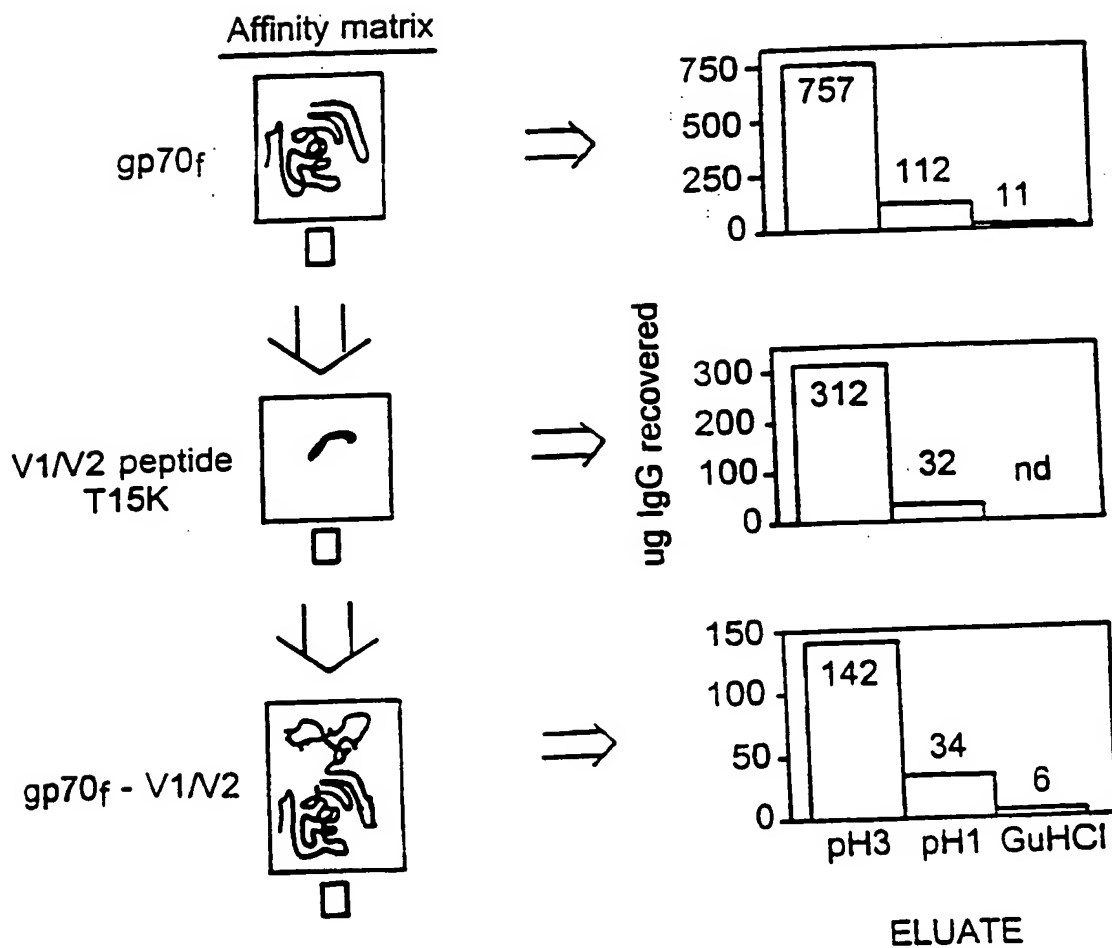 Affinity matrix
gp70f
750
500
250
0
757
112
11
V1/V2 peptide
T15K
ug IgG recovered
300
200
100
0
312
32
nd
gp70f - V1/V2
150
100
50
0
142
34
6
pH3 pH1 GuHCl
ELUATE